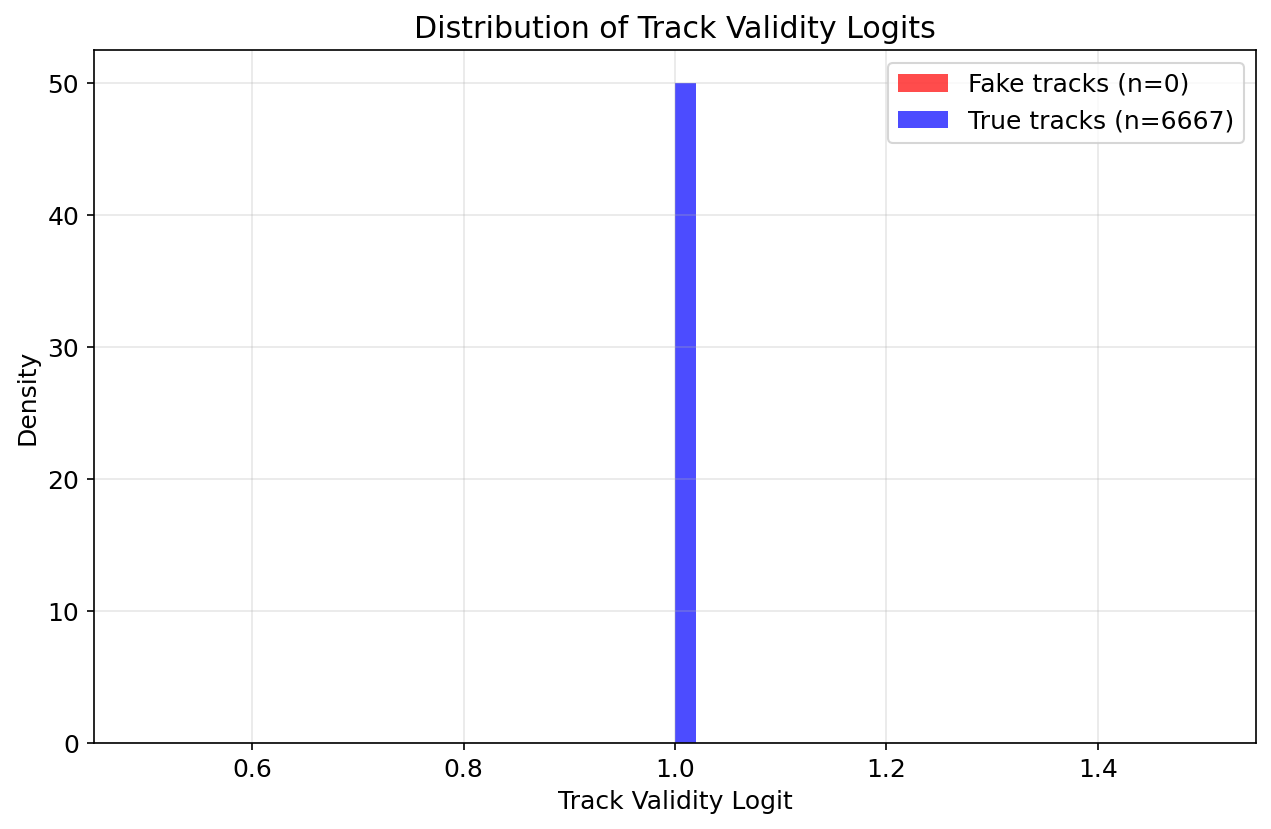 Distribution of Track Validity Logits
Fake tracks (n=0)
True tracks (n=6667)
50
40
30
20
10
0
Density
0.6 0.8 1.0 1.2 1.4
Track Validity Logit